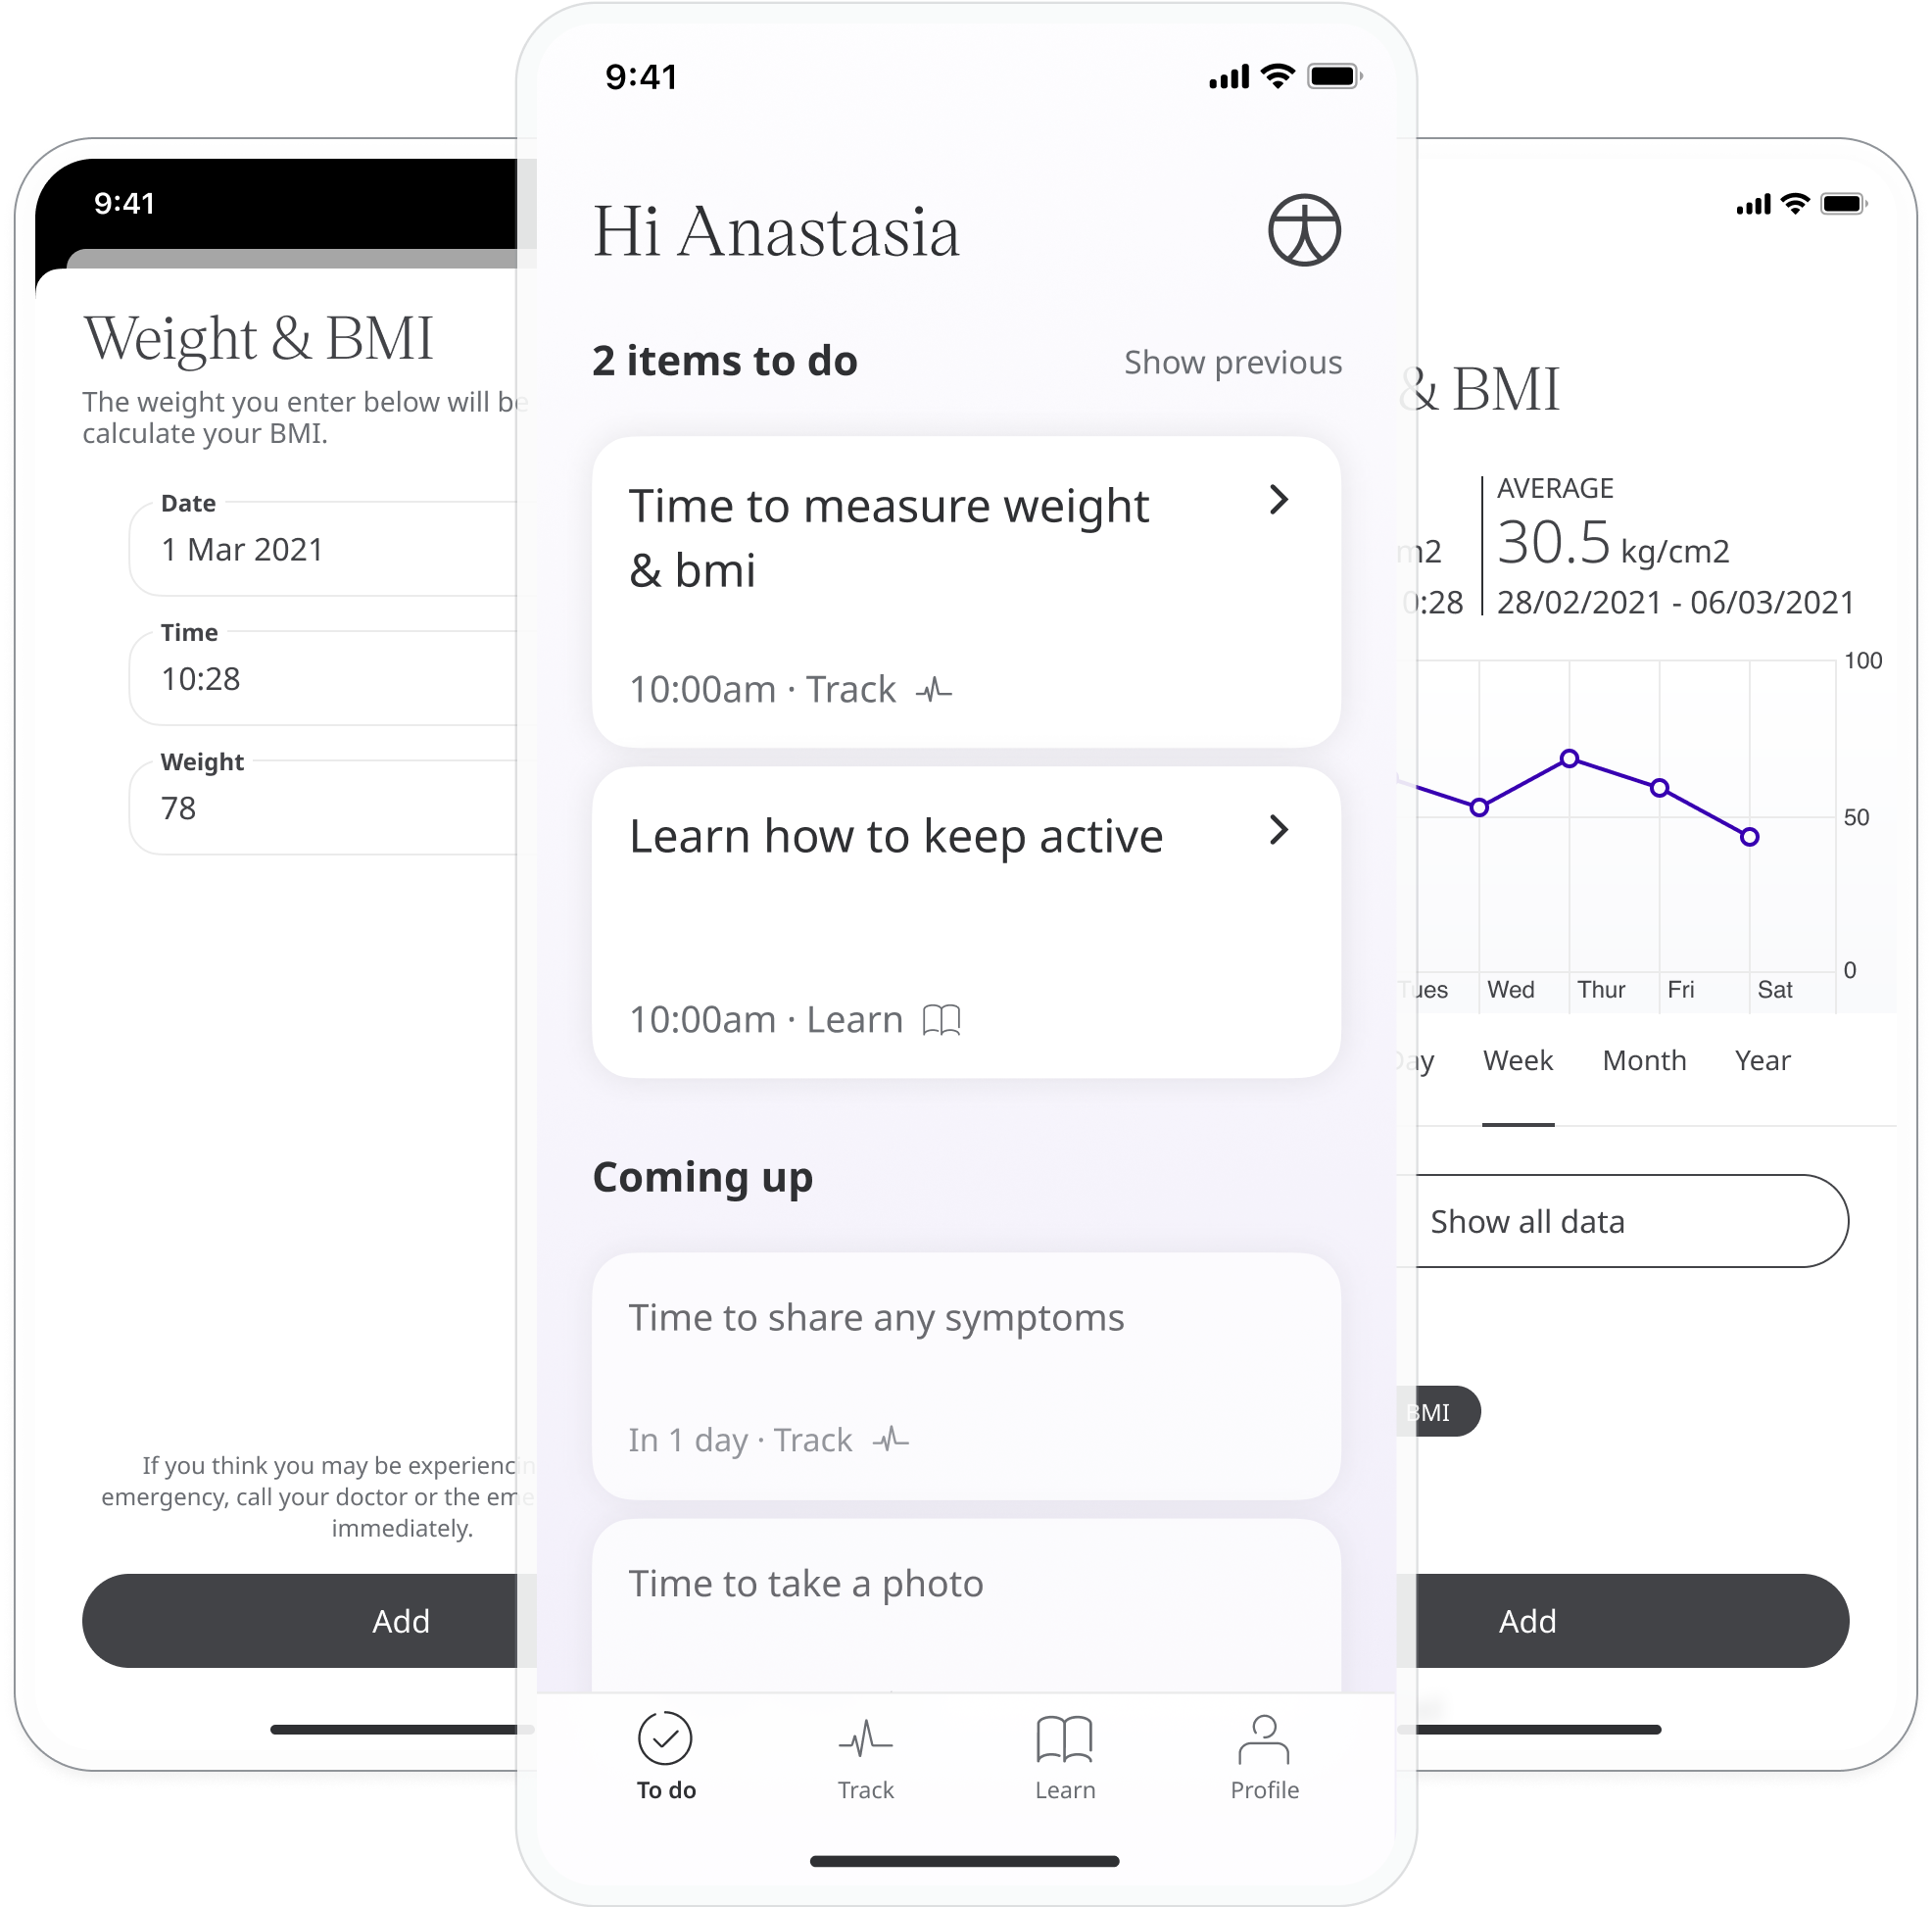 9:41
Weight & BMI
The weight you enter below will be
calculate your BMI.
Date
1 Mar 2021
Time
10:28
Weight
78
If you think you may be
emergency, call your doctor or the
immediately.
Add
9:41
Hi Anastasia
2 items to do
Show previous
Time to measure weight
& bmi
10:00am · Track
Learn how to keep active
10:00am · Learn
Coming up
Time to share any symptoms
In 1 day · Track
Time to take a photo
To do
Track
Learn
Profile
& BMI
AVERAGE
m2
30.5 kg/cm2
0:28
28/02/2021 - 06/03/2021
100
50
0
Tues
Wed
Thur
Fri
Sat
Day
Week
Month
Year
Show all data
BMI
Add